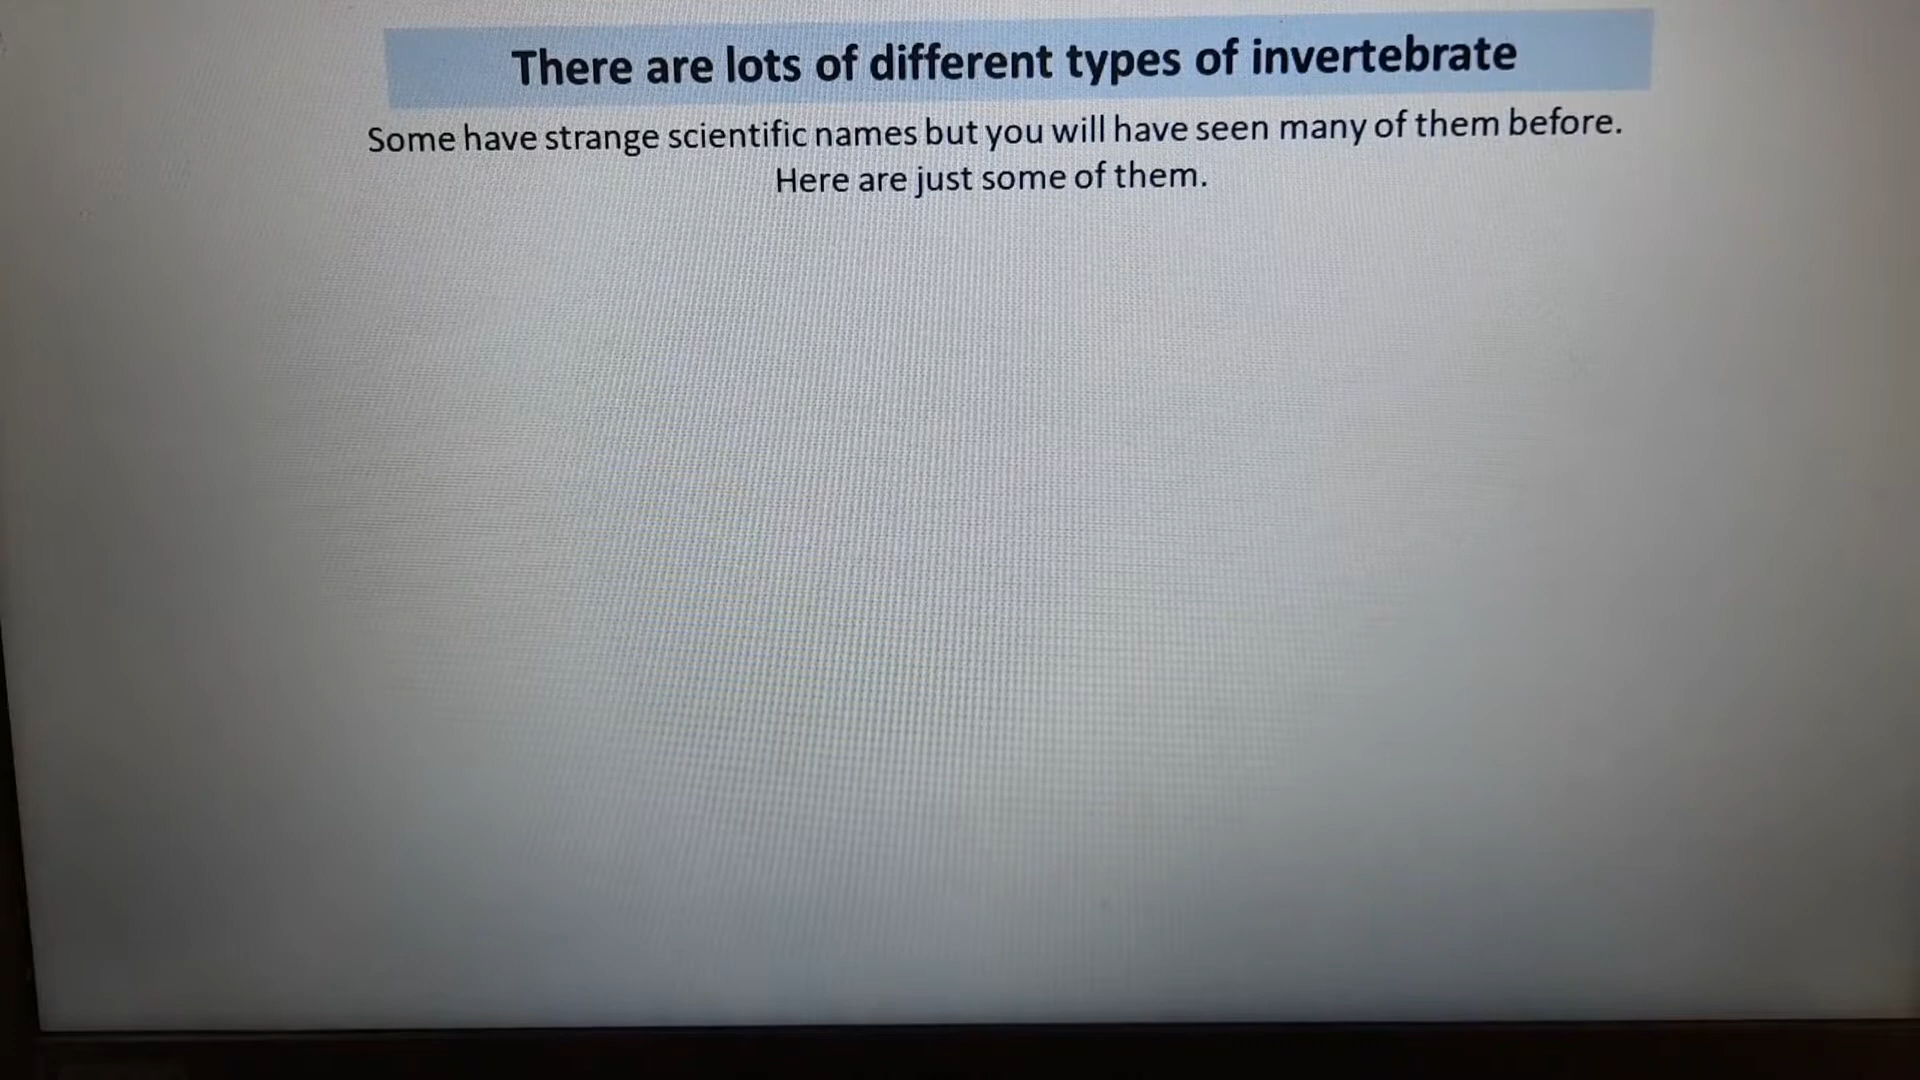 There are lots of different types of invertebrate
Some have strange scientific names but you will have seen many of them before.
Here are just some of them.